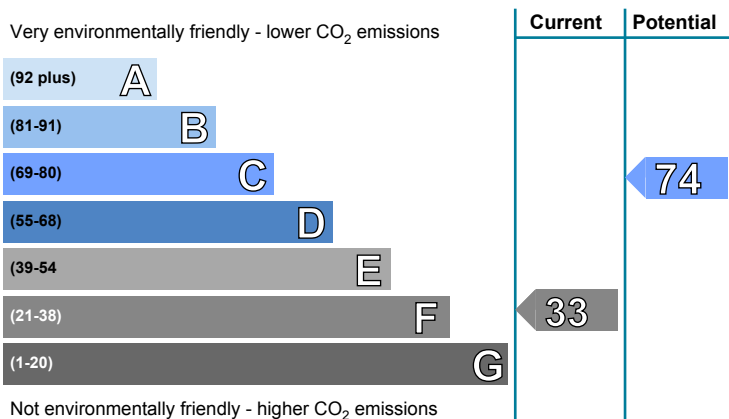 Current Potential
Very environmentally friendly - lower CO2 emissions
(92 plus) A
(81-91) B
(69-80) C
74
(55-68) D
(39-54 E
(21-38) F
33
(1-20) G
Not environmentally friendly - higher CO2 emissions